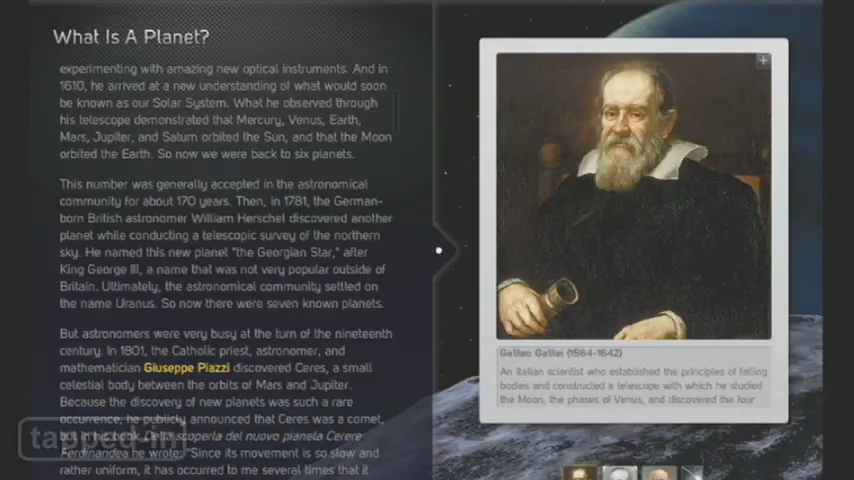 What Is A Planet?
experimenting with amazing new optical instruments. And in
1610, he arrived at a new understanding of what would soon
be known as our Solar System. What he observed through
his telescope demonstrated that Mercury, Venus, Earth,
Mars, Jupiter, and Saturn orbited the Sun, and that the Moon
orbited the Earth. So now we were back to six planets.
This number was generally accepted in the astronomical
community for about 170 years. Then, in 1781, the German-
born British astronomer William Herschel discovered another
planet while conducting a telescopic survey of the northern
sky. He named this new planet "the Georgian Star," after
King George III, a name that was not very popular outside of
Britain. Ultimately, the astronomical community settled on
the name Uranus. So now there were seven known planets.
But astronomers were very busy at the turn of the nineteenth
century. In 1801, the Catholic priest, astronomer, and
mathematician Giuseppe Piazzi discovered Ceres, a small
celestial body between the orbits of Mars and Jupiter.
Because the discovery of new planets was such a rare
occurrence, he publicly announced that Ceres was a comet,
but in his book Della scoperta del nuovo pianeta Cerere
Ferdinandea he wrote: "Since its movement is so slow and
rather uniform, it has occurred to me several times that it
tapped-in
Galileo Galilei (1564-1642)
An Italian scientist who established the principles of falling
bodies and constructed a telescope with which he studied
the Moon, the phases of Venus, and discovered the four